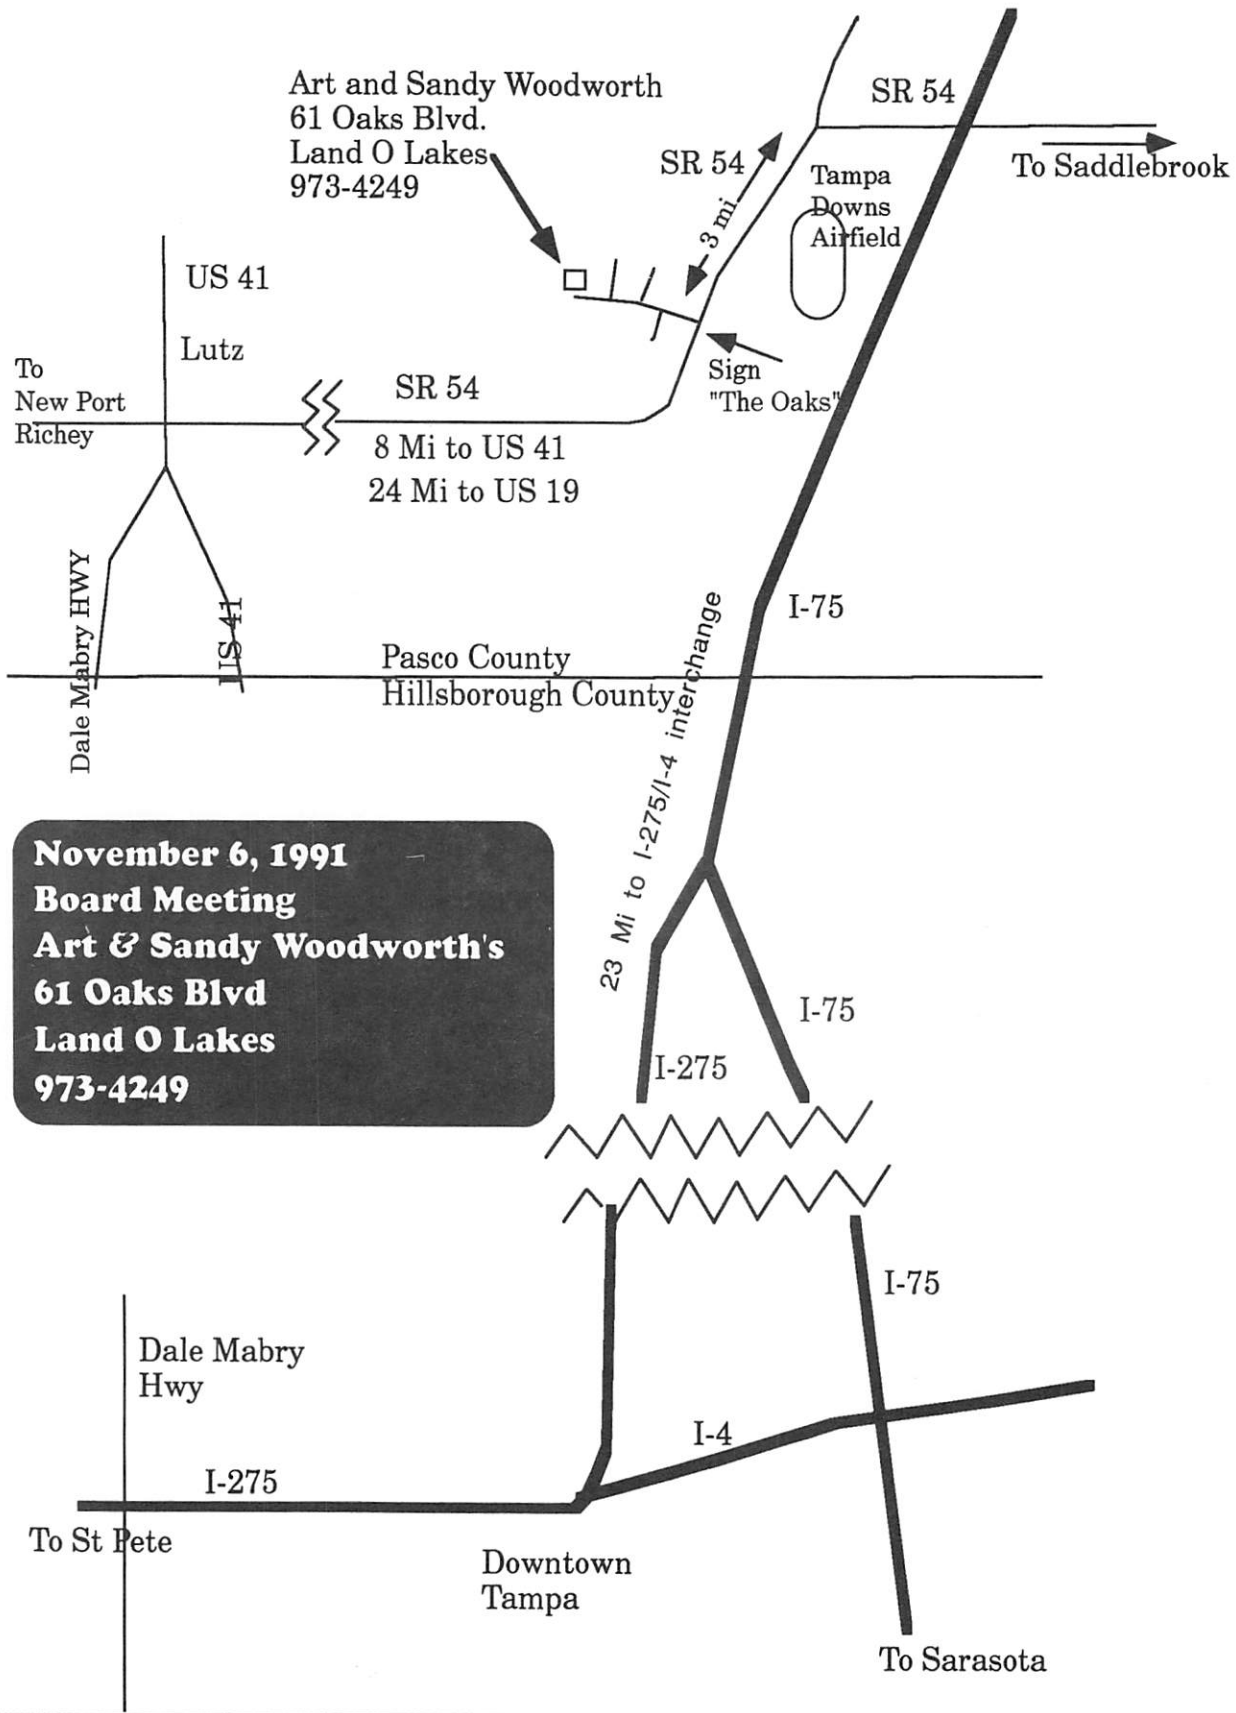 Art and Sandy Woodworth
61 Oaks Blvd.
Land O Lakes
973-4249
SR 54
To Saddlebrook
SR 54
3 mi.
Tampa
Downs
Airfield
US 41
Lutz
To
New Port
Richey
SR 54
8 Mi to US 41
24 Mi to US 19
Sign
"The Oaks"
Dale Mabry HWY
US 41
I-75
Pasco County
Hillsborough County
23 Mi to I-275/I-4 interchange
November 6, 1991
Board Meeting
Art & Sandy Woodworth's
61 Oaks Blvd
Land O Lakes
973-4249
I-75
I-275
I-75
Dale Mabry
Hwy
I-4
I-275
To St Pete
Downtown
Tampa
To Sarasota